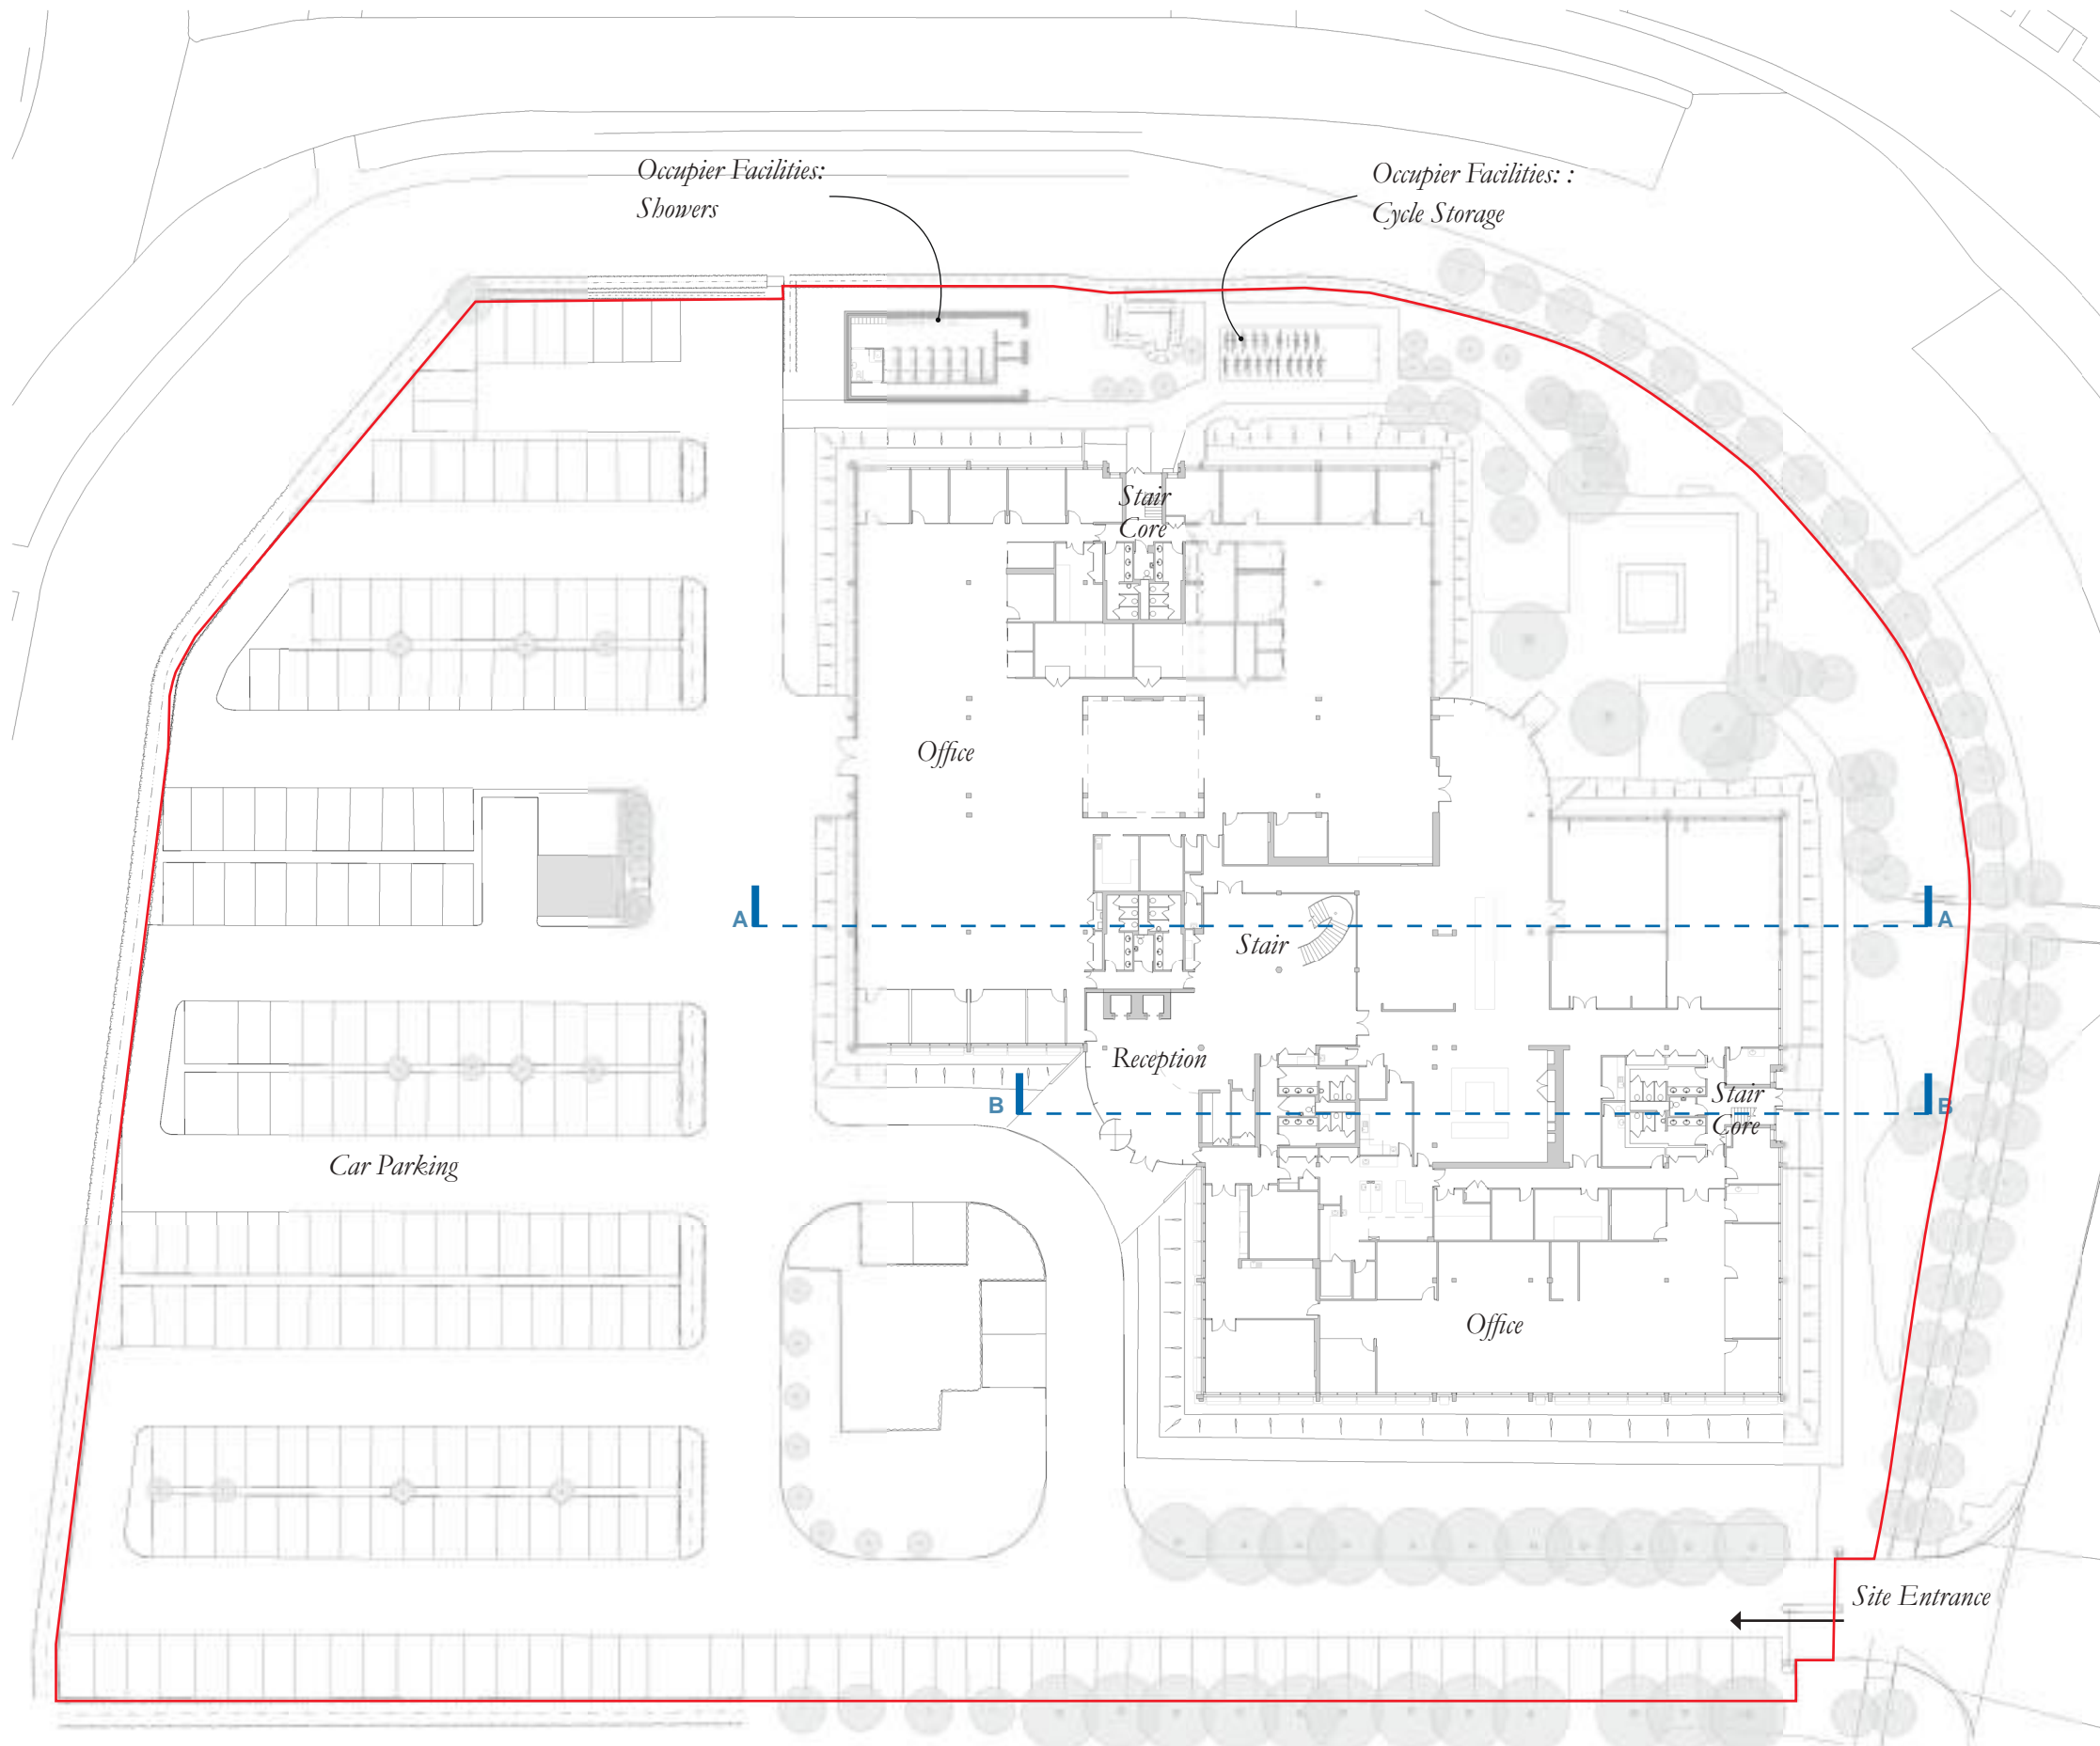 Occupier Facilities:
Showers
Occupier Facilities: :
Cycle Storage
Stair
Core
Office
A
A
Stair
Reception
B
B
Stair
Core
Car Parking
Office
Site Entrance